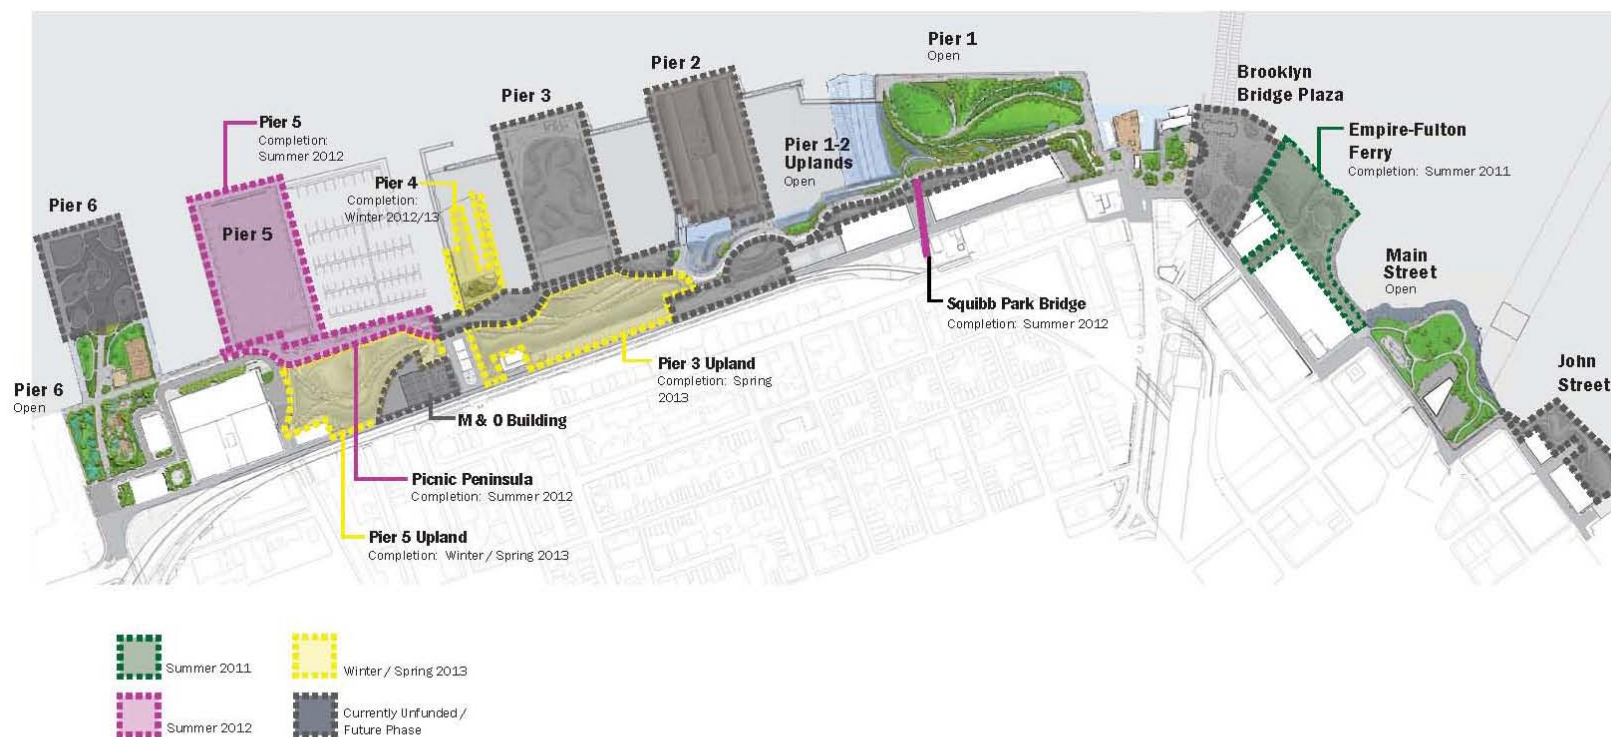 Pier 1
Open
Pier 2
Brooklyn
Bridge Plaza
Pier 3
Pier 5
Completion:
Summer 2012
Empire-Fulton
Ferry
Completion: Summer 2011
Pier 1-2
Uplands
Open
Pier 4
Completion:
Winter 2012/13
Pier 6
Pier 5
Main
Street
Open
Squibb Park Bridge
Completion: Summer 2012
Pier 3 Upland
Completion: Spring
2013
John
Street
Pier 6
Open
M & O Building
Picnic Peninsula
Completion: Summer 2012
Pier 5 Upland
Completion: Winter / Spring 2013
Summer 2011
Winter / Spring 2013
Summer 2012
Currently Unfunded /
Future Phase